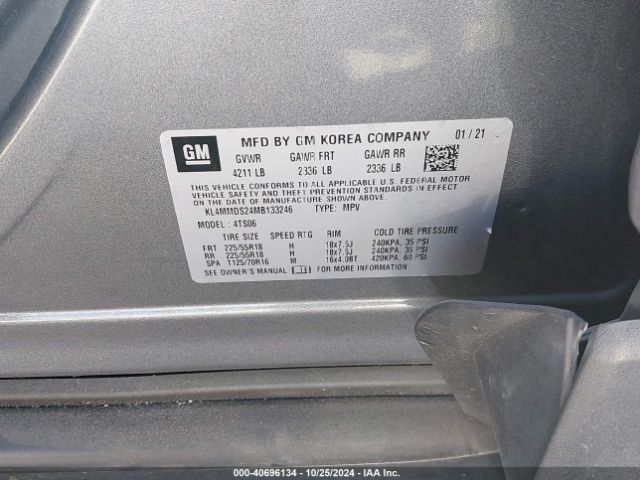 GM
MFD BY GM KOREA COMPANY 01/21
GVWR GAWR FRT GAWR RR
4211 LB 2336 LB 2336 LB
THIS VEHICLE CONFORMS TO ALL APPLICABLE U.S. FEDERAL MOTOR
VEHICLE SAFETY AND THEFT PREVENTION STANDARDS IN EFFECT
ON THE DATE OF MANUFACTURE SHOWN ABOVE.
KL4MMDS24MB133246 TYPE: MPV
MODEL: 4TS06
TIRE SIZE SPEED RTG RIM COLD TIRE PRESSURE
FRT 225/55R18 H 18x7.5J 240KPA, 35 PSI
RR 225/55R18 H 18x7.5J 240KPA, 35 PSI
SPA T125/70R16 M 16x4.0BT 420KPA, 60 PSI
SEE OWNER'S MANUAL FOR MORE INFORMATION.
000-40696134 - 10/25/2024 - IAA Inc.